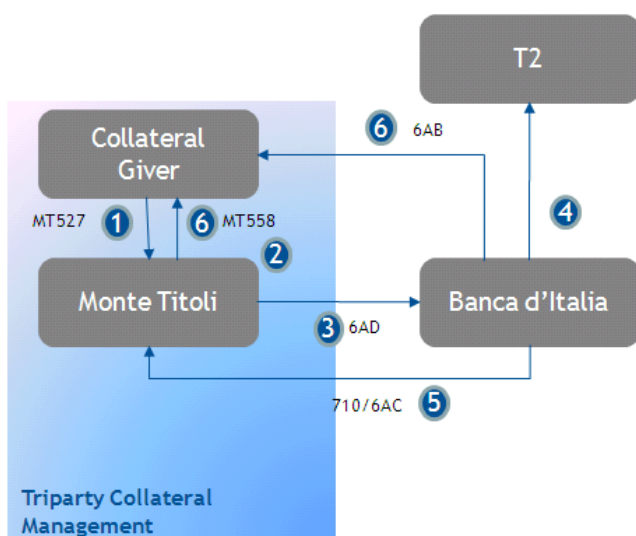 T2
Collateral
Giver
6 6AB
MT527 1 6 MT558
4
2
Monte Titoli
Banca d'Italia
3 6AD
710/6AC 5
Triparty Collateral
Management